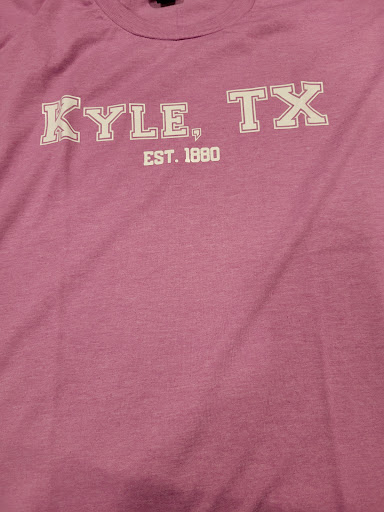 KYLE, TX
EST. 1880